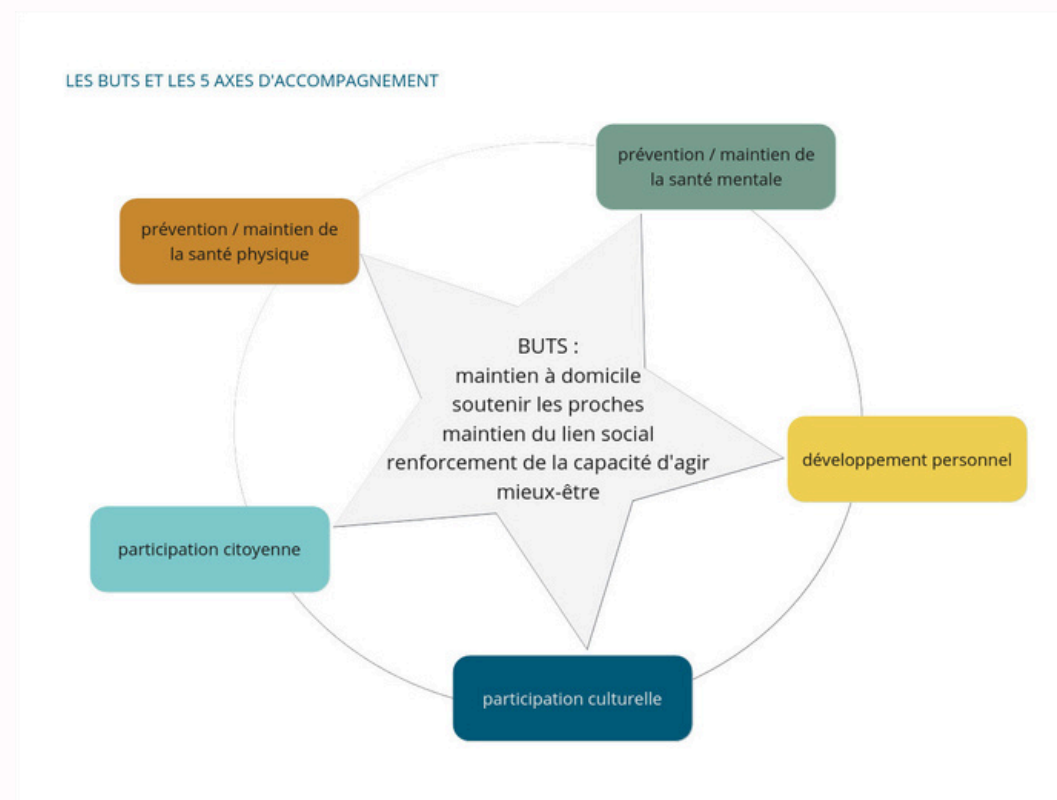 LES BUTS ET LES 5 AXES D'ACCOMPAGNEMENT
prévention / maintien de
la santé mentale
prévention / maintien de
la santé physique
BUTS :
maintien à domicile
soutenir les proches
maintien du lien social
renforcement de la capacité d'agir
mieux-être
développement personnel
participation citoyenne
participation culturelle